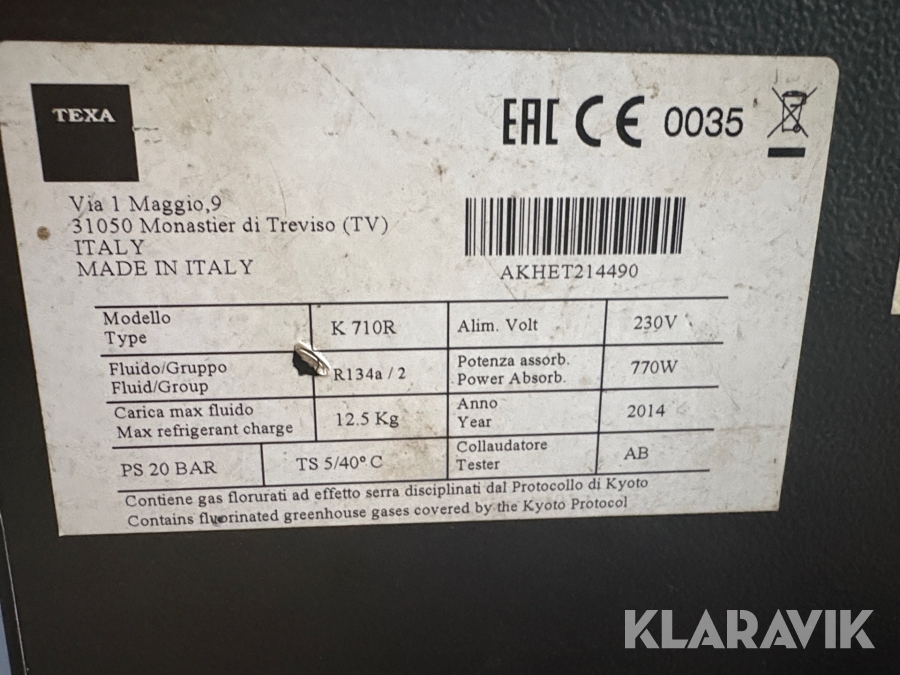 TEXA
EAC CE 0035
Via 1 Maggio,9
31050 Monastier di Treviso (TV)
ITALY
MADE IN ITALY
AKHET214490
Modello
Type
K 710R
Alim. Volt
230V
Fluido/Gruppo
Fluid/Group
R134a / 2
Potenza assorb.
Power Absorb.
770W
Carica max fluido
Max refrigerant charge
12.5 Kg
Anno
Year
2014
PS 20 BAR
TS 5/40° C
Collaudatore
Tester
AB
Contiene gas florurati ad effetto serra disciplinati dal Protocollo di Kyoto
Contains fluorinated greenhouse gases covered by the Kyoto Protocol
KLARAVIK